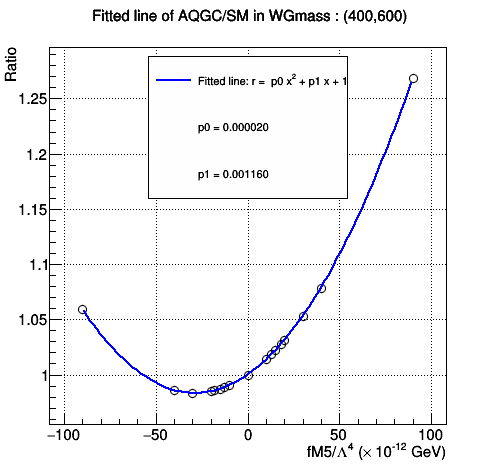 Fitted line of AQGC/SM in WGmass : (400,600)
Ratio
Fitted line: r = p0 x² + p1 x + 1
p0 = 0.000020
p1 = 0.001160
1.25
1.2
1.15
1.1
1.05
1
−100 −50 0 50 100
fM5/Λ⁴ (× 10⁻¹² GeV)